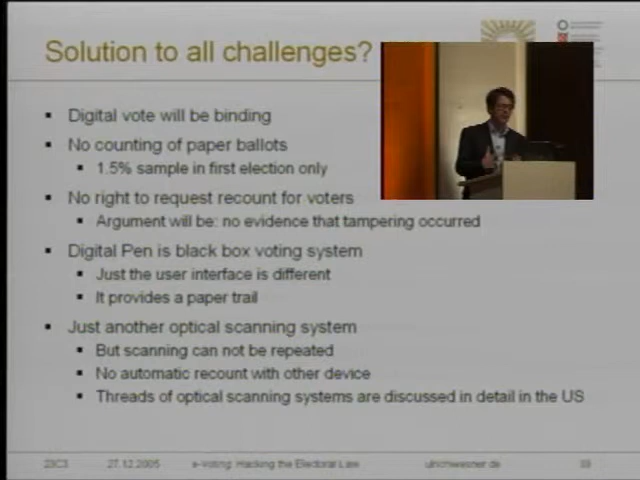 Solution to all challenges?
▪ Digital vote will be binding
▪ No counting of paper ballots
▪ 1.5% sample in first election only
▪ No right to request recount for voters
▪ Argument will be: no evidence that tampering occurred
▪ Digital Pen is black box voting system
▪ Just the user interface is different
▪ It provides a paper trail
▪ Just another optical scanning system
▪ But scanning can not be repeated
▪ No automatic recount with other device
▪ Threads of optical scanning systems are discussed in detail in the US
23C3 27.12.2005 e-Voting: Hacking the Electoral Law ulrichwiesner.de